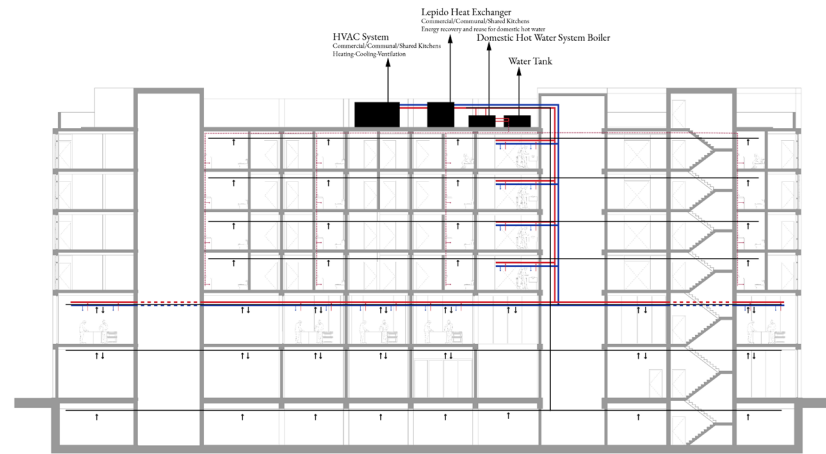 Lepido Heat Exchanger
Commercial/Communal/Shared Kitchens
Energy recovery and reuse for domestic hot water
HVAC System
Commercial/Communal/Shared Kitchens
Heating-Cooling-Ventilation
Domestic Hot Water System Boiler
Water Tank